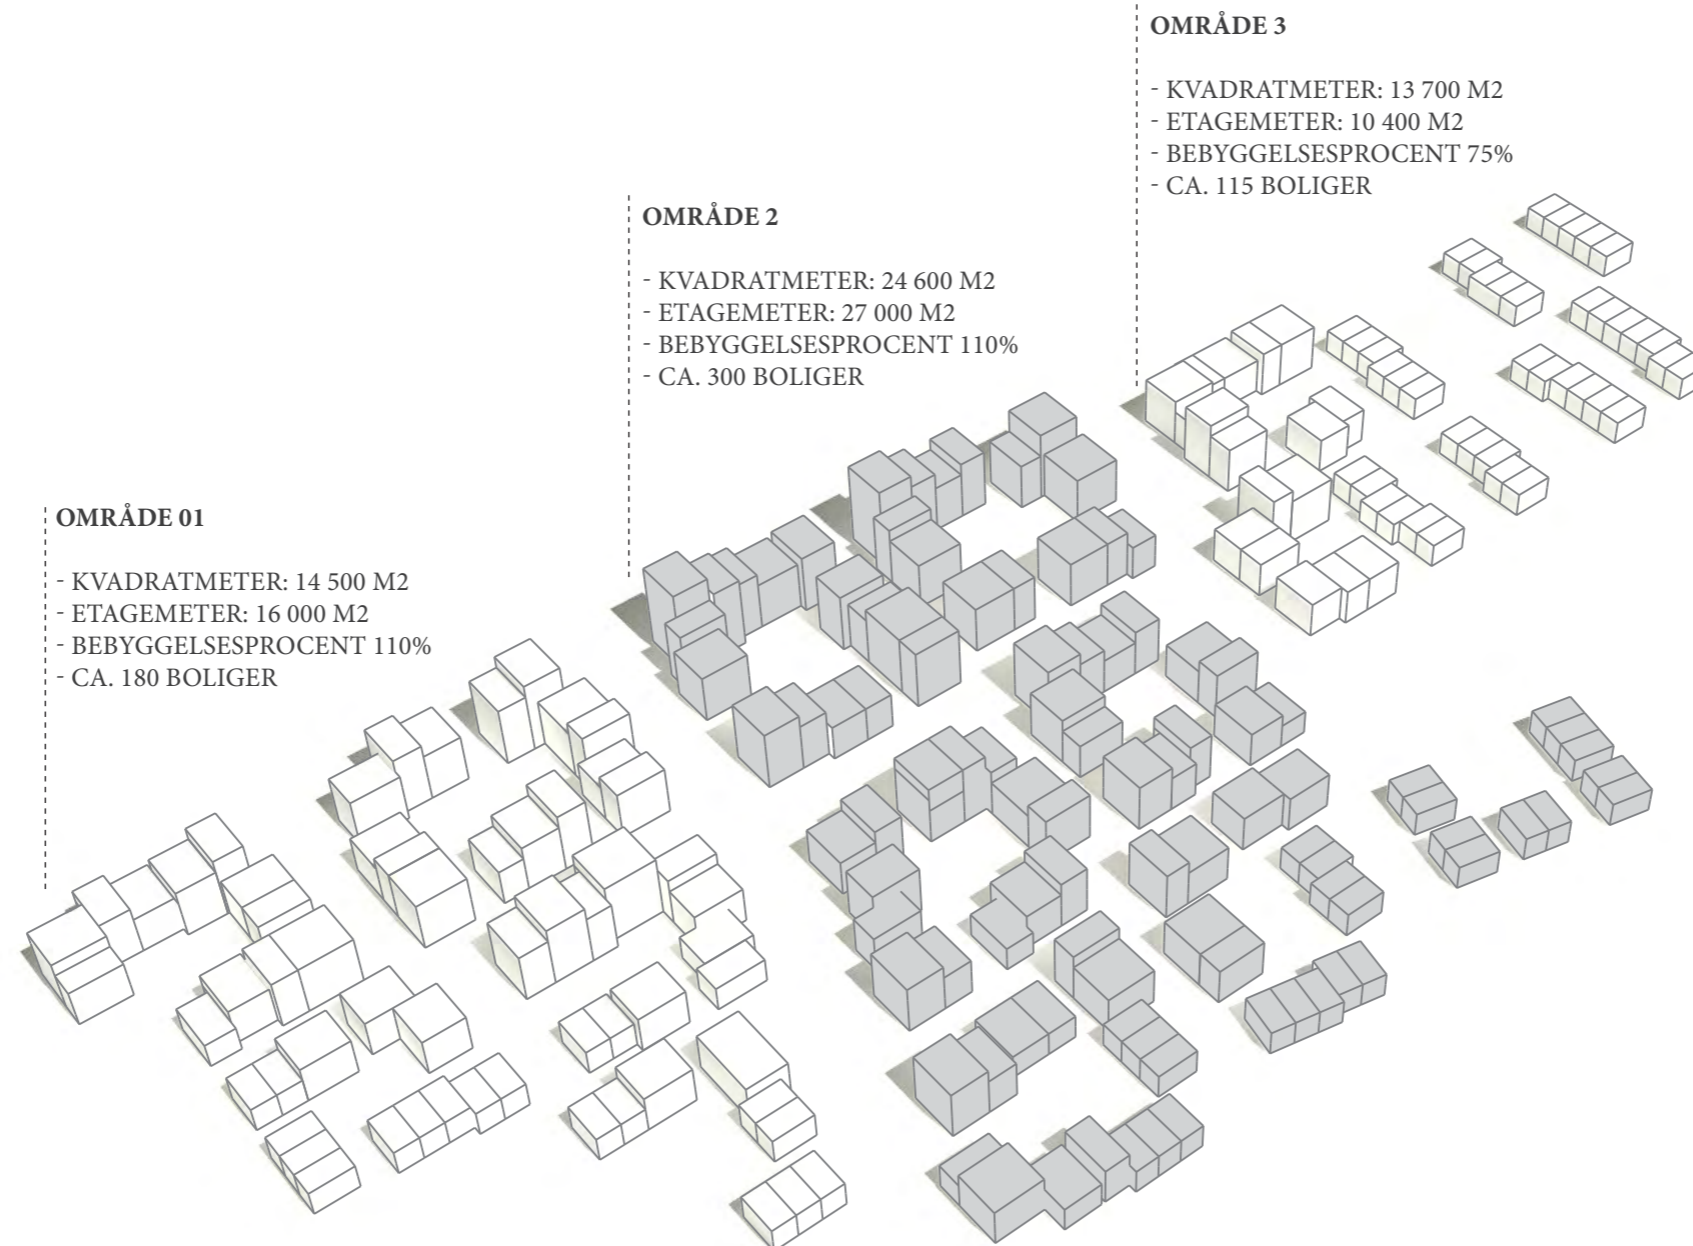 OMRÅDE 3
- KVADRATMETER: 13 700 M2
- ETAGEMETER: 10 400 M2
- BEBYGGELSESPROCENT 75%
- CA. 115 BOLIGER
OMRÅDE 2
- KVADRATMETER: 24 600 M2
- ETAGEMETER: 27 000 M2
- BEBYGGELSESPROCENT 110%
- CA. 300 BOLIGER
OMRÅDE 01
- KVADRATMETER: 14 500 M2
- ETAGEMETER: 16 000 M2
- BEBYGGELSESPROCENT 110%
- CA. 180 BOLIGER